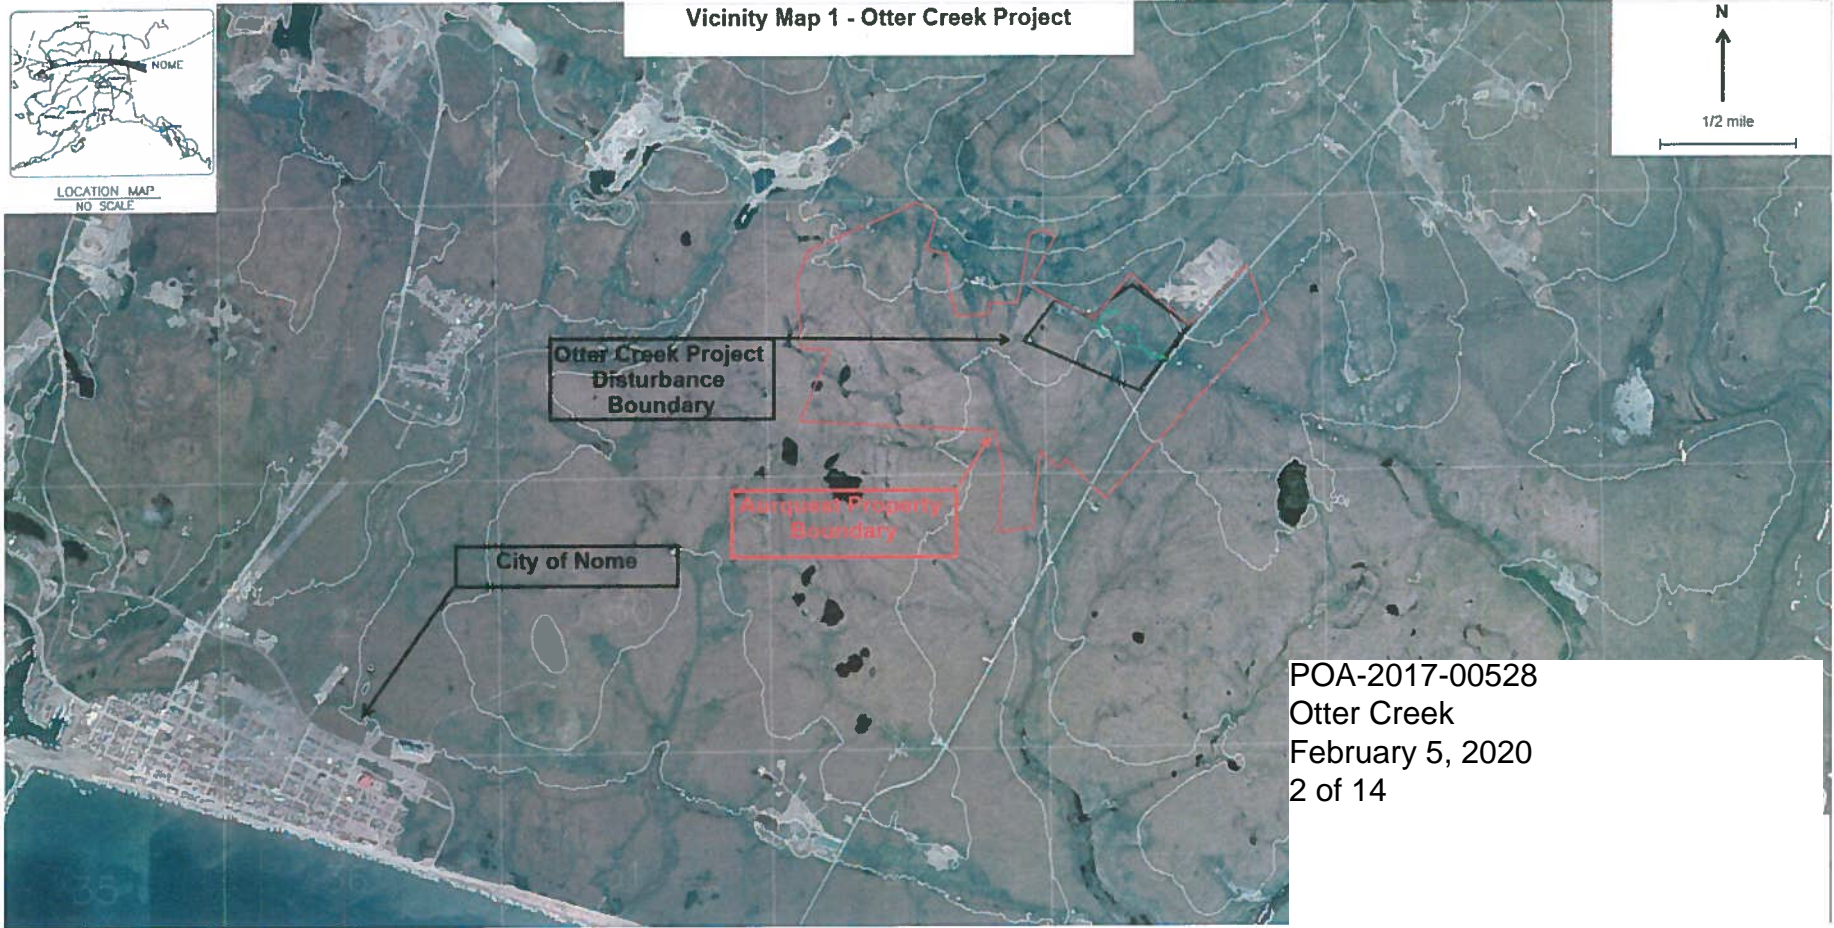 Vicinity Map 1 - Otter Creek Project
N
1/2 mile
NOME
LOCATION MAP
NO SCALE
Otter Creek Project
Disturbance
Boundary
Aurquest Property
Boundary
City of Nome
POA-2017-00528
Otter Creek
February 5, 2020
2 of 14